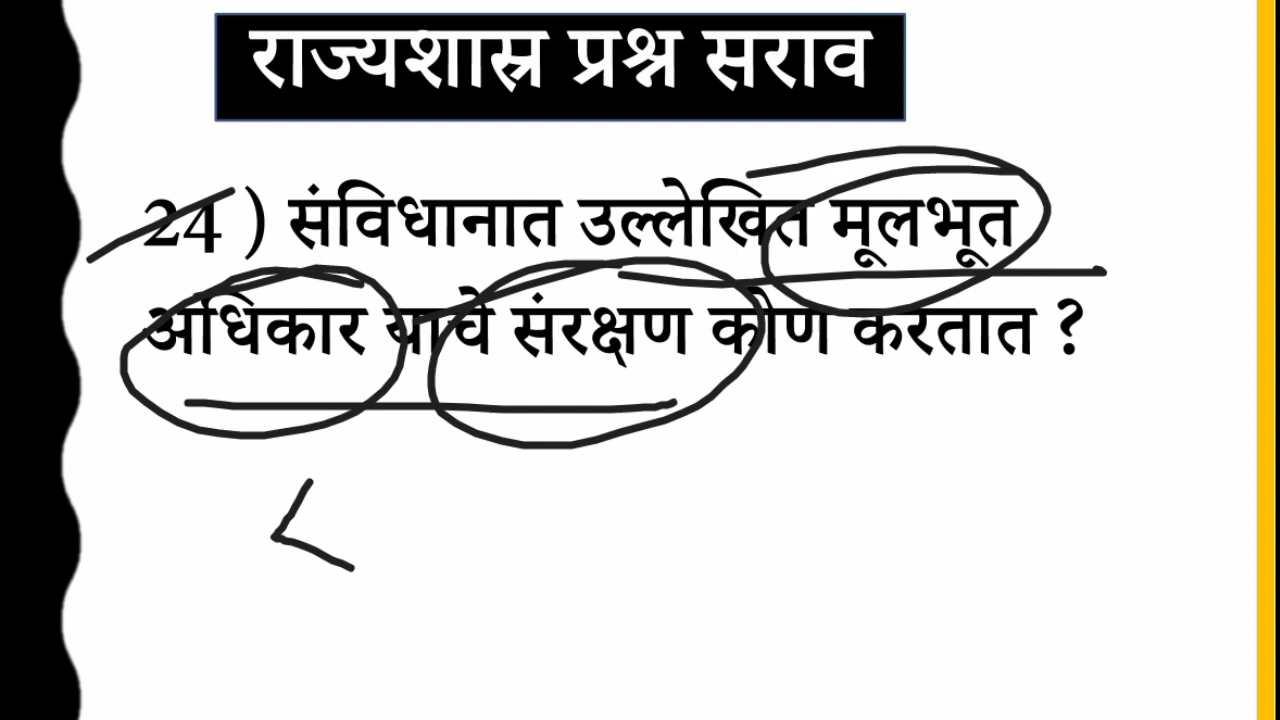 राज्यशास्र प्रश्न सराव
24 ) संविधानात उल्लेखित मूलभूत
अधिकार याचे संरक्षण कोण करतात ?